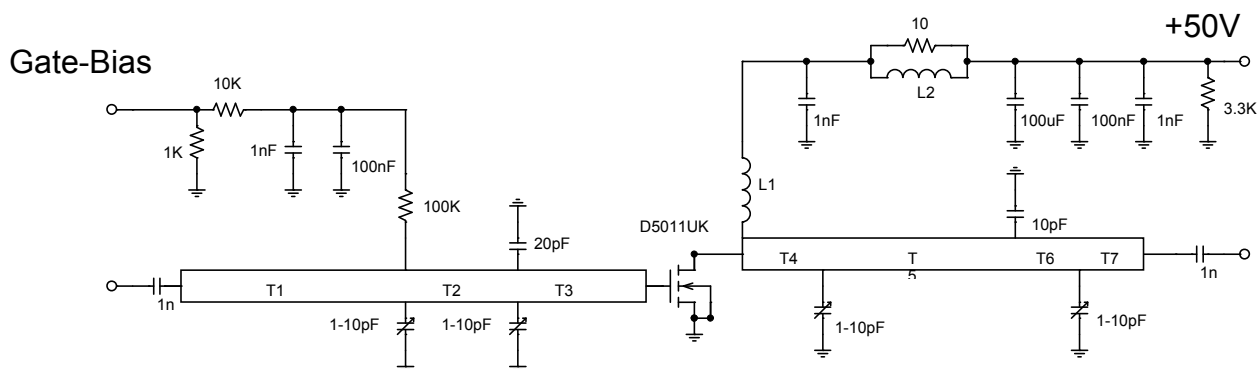 10
+50V
Gate-Bias
10K
L2
1K
1nF
100nF
1nF
100uF
100nF
1nF
3.3K
L1
100K
D5011UK
10pF
20pF
T1
T2
T3
T4
T
5
T6
T7
1n
1n
1-10pF
1-10pF
1-10pF
1-10pF